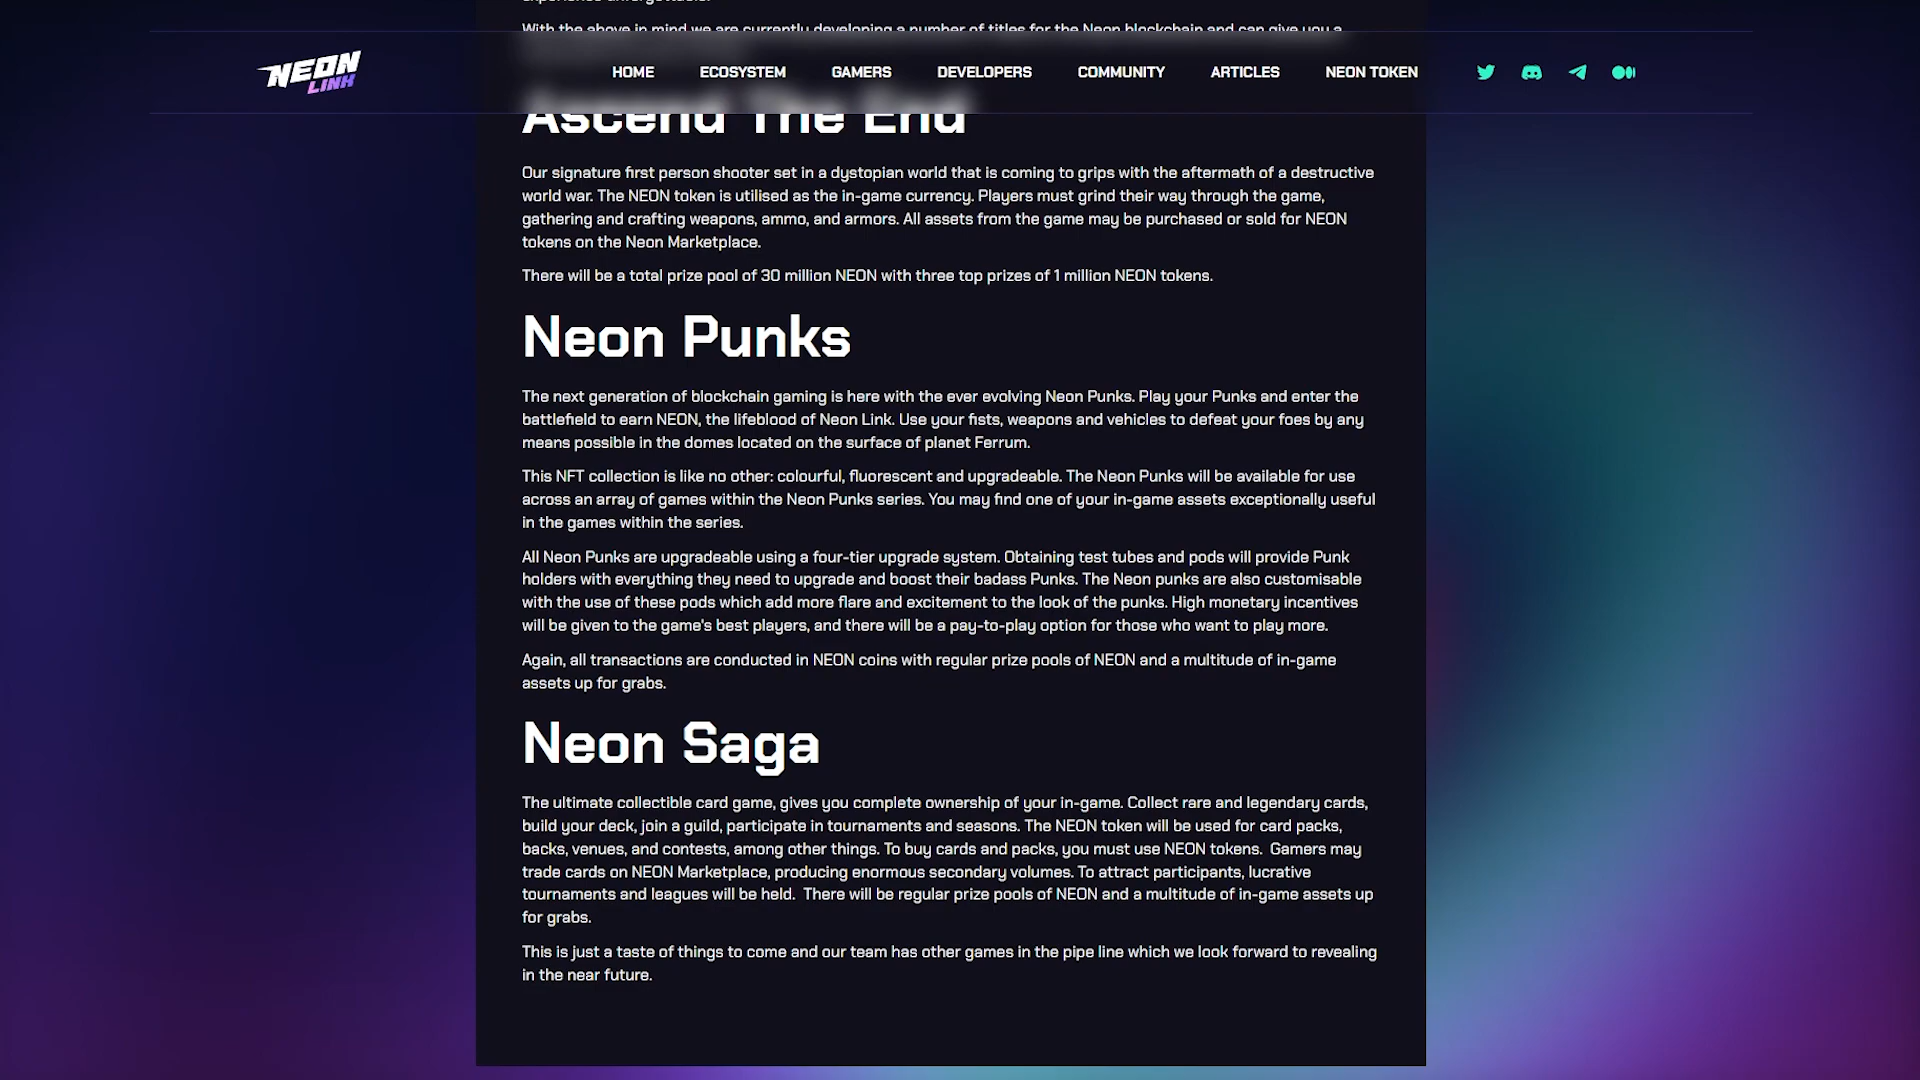 With the above in mind we are currently developing a number of titles for the Neon blockchain and can give you a
NEON
LINK
HOME
ECOSYSTEM
GAMERS
DEVELOPERS
COMMUNITY
ARTICLES
NEON TOKEN
Ascend The End
Our signature first person shooter set in a dystopian world that is coming to grips with the aftermath of a destructive
world war. The NEON token is utilised as the in-game currency. Players must grind their way through the game,
gathering and crafting weapons, ammo, and armors. All assets from the game may be purchased or sold for NEON
tokens on the Neon Marketplace.
There will be a total prize pool of 30 million NEON with three top prizes of 1 million NEON tokens.
Neon Punks
The next generation of blockchain gaming is here with the ever evolving Neon Punks. Play your Punks and enter the
battlefield to earn NEON, the lifeblood of Neon Link. Use your fists, weapons and vehicles to defeat your foes by any
means possible in the domes located on the surface of planet Ferrum.
This NFT collection is like no other: colourful, fluorescent and upgradeable. The Neon Punks will be available for use
across an array of games within the Neon Punks series. You may find one of your in-game assets exceptionally useful
in the games within the series.
All Neon Punks are upgradeable using a four-tier upgrade system. Obtaining test tubes and pods will provide Punk
holders with everything they need to upgrade and boost their badass Punks. The Neon punks are also customisable
with the use of these pods which add more flare and excitement to the look of the punks. High monetary incentives
will be given to the game's best players, and there will be a pay-to-play option for those who want to play more.
Again, all transactions are conducted in NEON coins with regular prize pools of NEON and a multitude of in-game
assets up for grabs.
Neon Saga
The ultimate collectible card game, gives you complete ownership of your in-game. Collect rare and legendary cards,
build your deck, join a guild, participate in tournaments and seasons. The NEON token will be used for card packs,
backs, venues, and contests, among other things. To buy cards and packs, you must use NEON tokens.  Gamers may
trade cards on NEON Marketplace, producing enormous secondary volumes. To attract participants, lucrative
tournaments and leagues will be held.  There will be regular prize pools of NEON and a multitude of in-game assets up
for grabs.
This is just a taste of things to come and our team has other games in the pipe line which we look forward to revealing
in the near future.